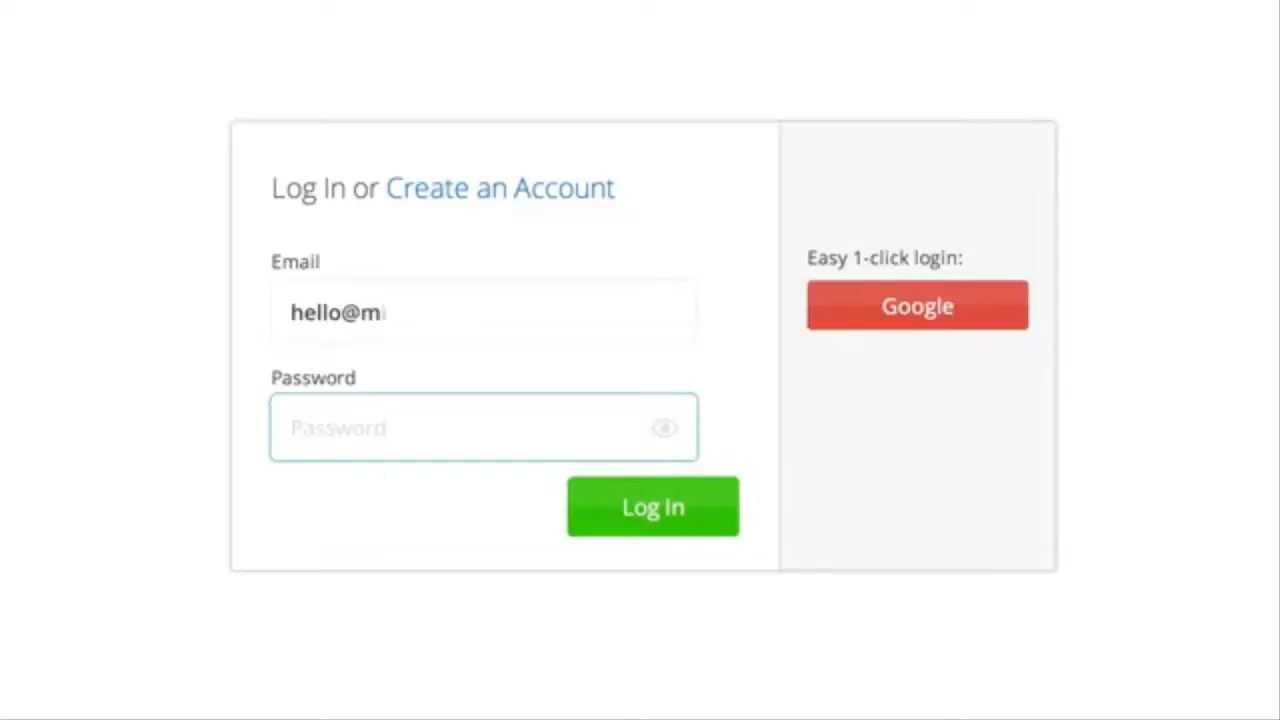 Log In or Create an Account
Email
hello@m
Password
Password
Log In
Easy 1-click login:
Google